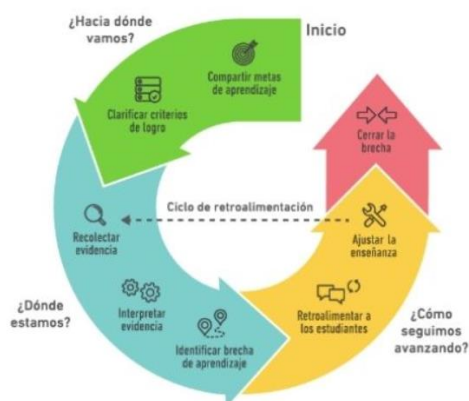 ¿Hacia dónde
vamos?
Inicio
Compartir metas
de aprendizaje
Clarificar criterios
de logro
Cerrar la
brecha
Ciclo de retroalimentación
Recolectar
evidencia
Ajustar la
enseñanza
¿Dónde
estamos?
Interpretar
evidencia
Identificar brecha
de aprendizaje
Retroalimentar a
los estudiantes
¿Cómo
seguimos
avanzando?